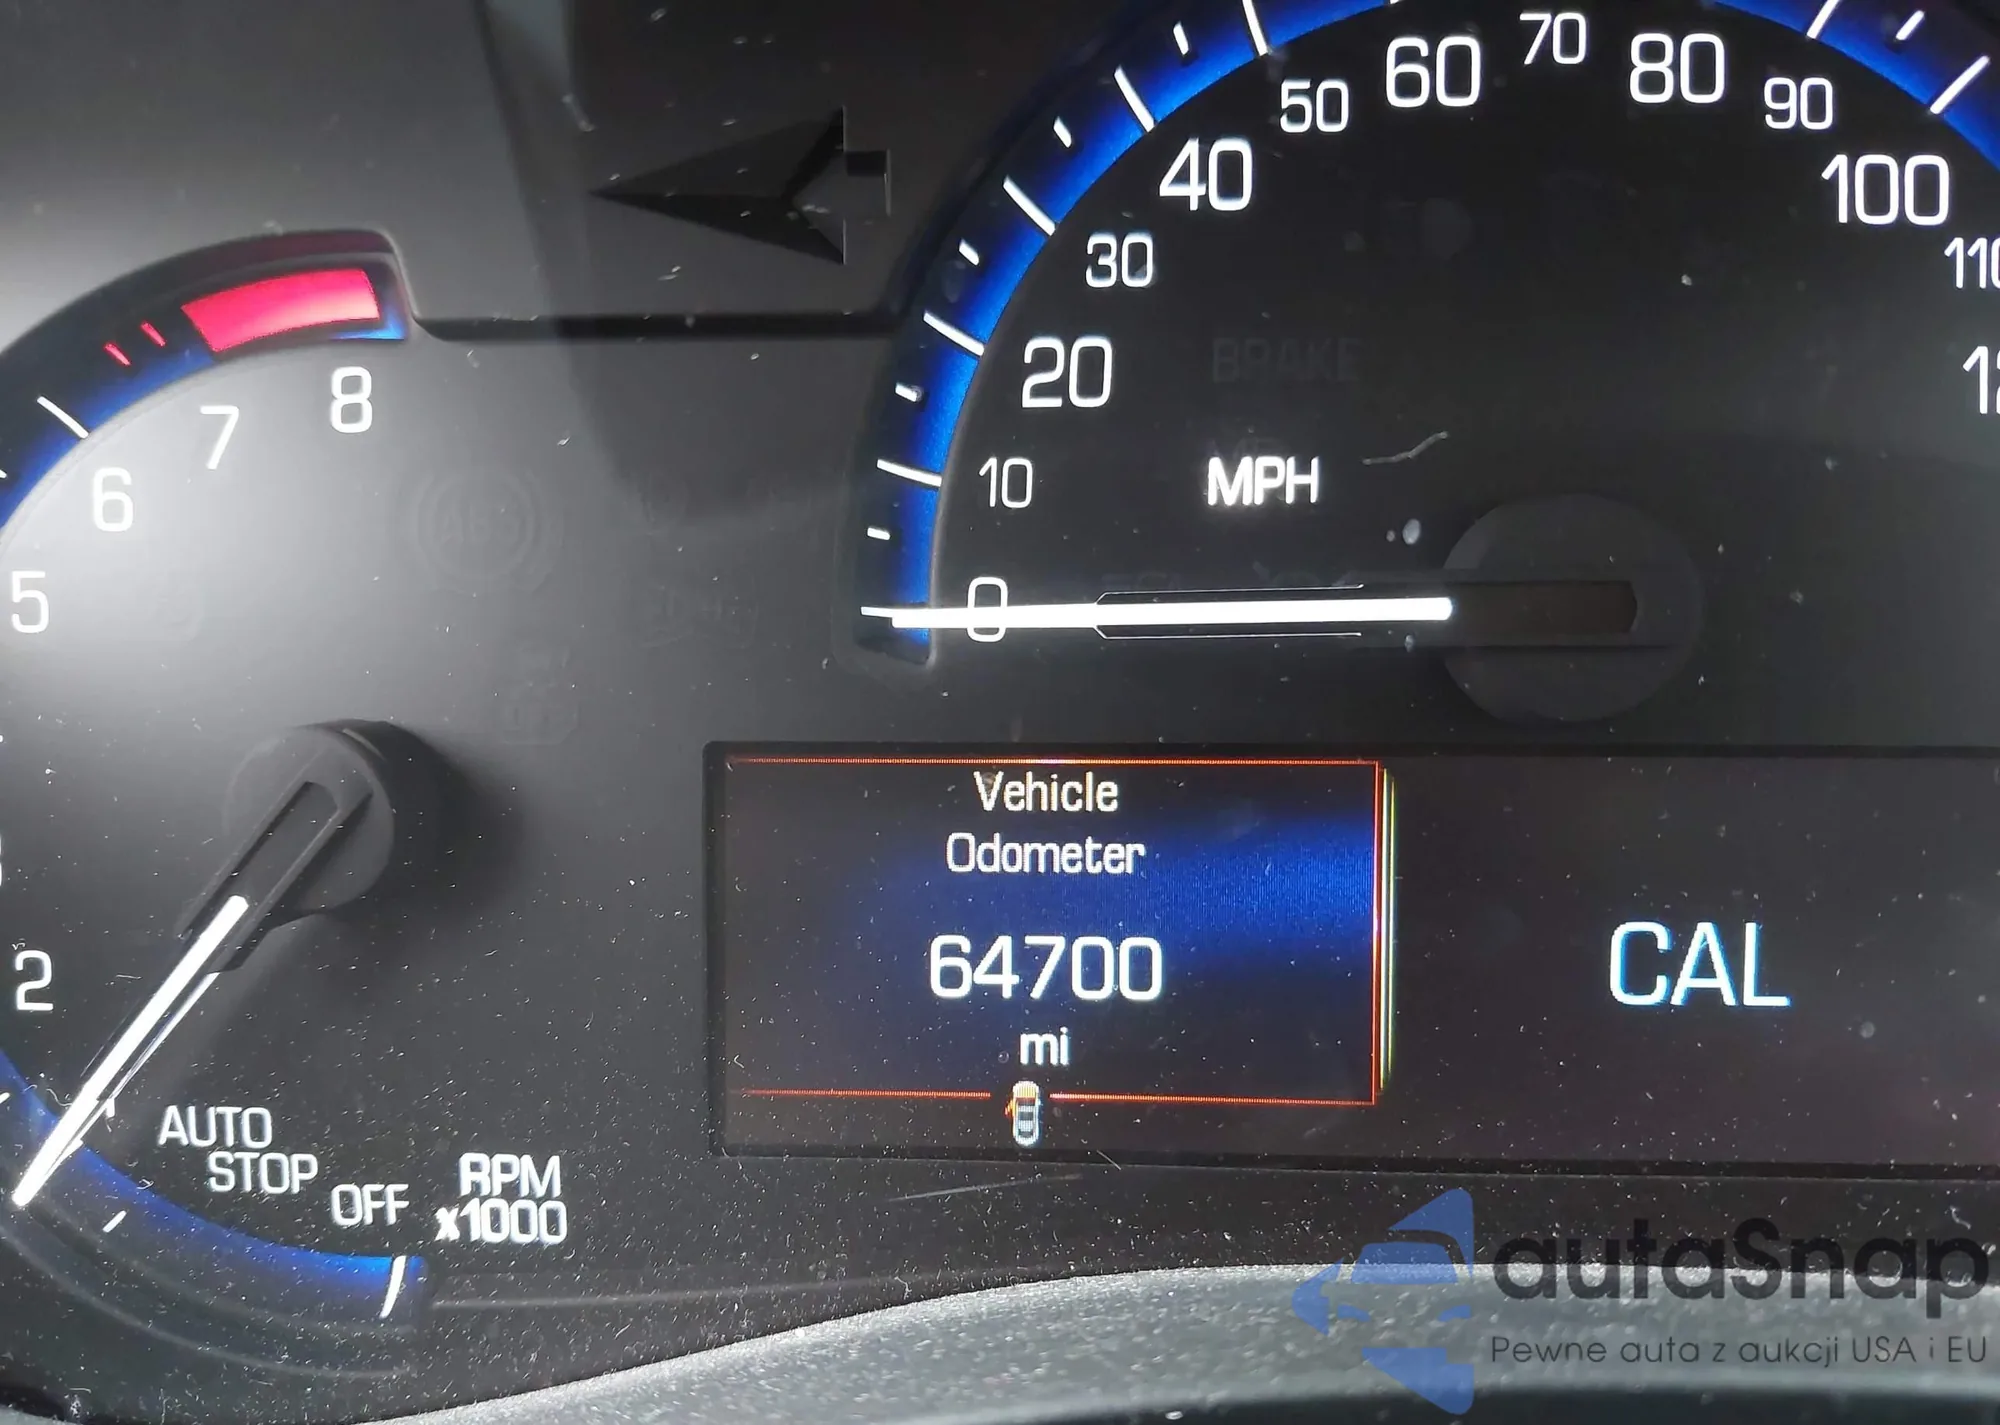 50 60 70 80 90
40 100
30 110
20
BRAKE
10 MPH
0
8
7
6
5
2
AUTO
STOP
OFF
RPM
x1000
Vehicle
Odometer
64700
mi
CAL
autaSnap
Pewne auta z aukcji USA i EU